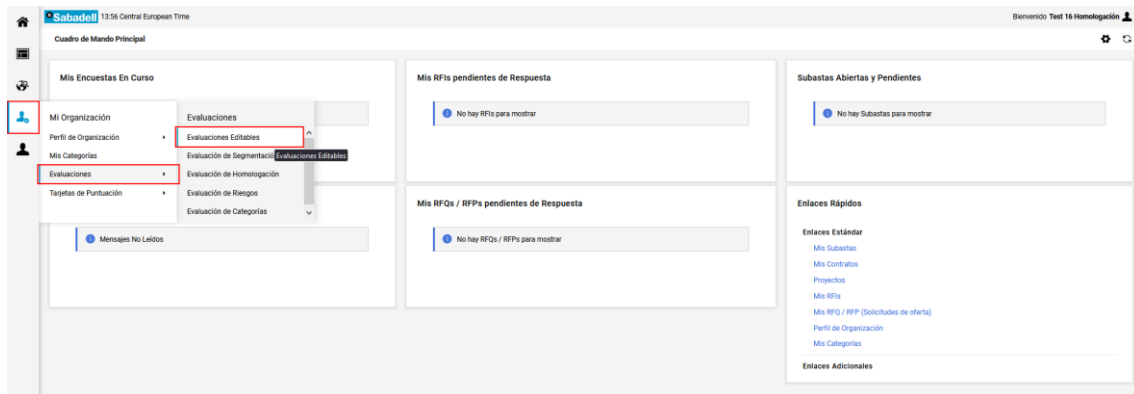 Sabadell 13:56 Central European Time
Bienvenido Test 16 Homologación
Cuadro de Mando Principal
Mis Encuestas En Curso
Mi Organización
Perfil de Organización
Mis Categorías
Evaluaciones
Tarjetas de Puntuación
Evaluaciones
Evaluaciones Editables
Evaluación de Segmentació
Evaluaciones Editables
Evaluación de Homologación
Evaluación de Riesgos
Evaluación de Categorías
Mensajes No Leídos
Mis RFIs pendientes de Respuesta
No hay RFIs para mostrar
Mis RFQs / RFPs pendientes de Respuesta
No hay RFQs / RFPs para mostrar
Subastas Abiertas y Pendientes
No hay Subastas para mostrar
Enlaces Rápidos
Enlaces Estándar
Mis Subastas
Mis Contratos
Proyectos
Mis RFIs
Mis RFQ / RFP (Solicitudes de oferta)
Perfil de Organización
Mis Categorías
Enlaces Adicionales